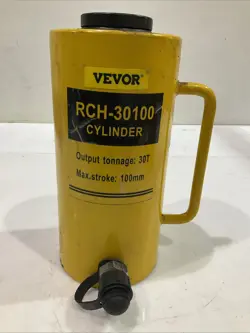 VEVOR
RCH-30100
CYLINDER
Output tonnage: 30T
Max.stroke: 100mm